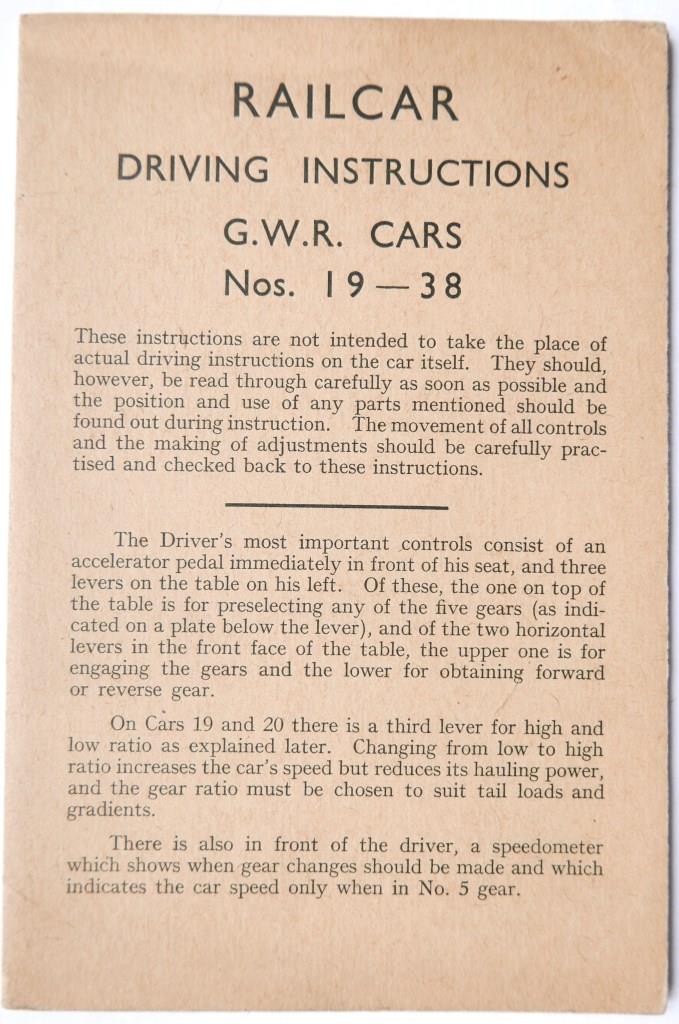 RAILCAR
DRIVING INSTRUCTIONS
G.W.R. CARS
Nos. 19—38
These instructions are not intended to take the place of
actual driving instructions on the car itself. They should,
however, be read through carefully as soon as possible and
the position and use of any parts mentioned should be
found out during instruction. The movement of all controls
and the making of adjustments should be carefully prac-
tised and checked back to these instructions.
The Driver's most important controls consist of an
accelerator pedal immediately in front of his seat, and three
levers on the table on his left. Of these, the one on top of
the table is for preselecting any of the five gears (as indi-
cated on a plate below the lever), and of the two horizontal
levers in the front face of the table, the upper one is for
engaging the gears and the lower for obtaining forward
or reverse gear.
On Cars 19 and 20 there is a third lever for high and
low ratio as explained later. Changing from low to high
ratio increases the car's speed but reduces its hauling power,
and the gear ratio must be chosen to suit tail loads and
gradients.
There is also in front of the driver, a speedometer
which shows when gear changes should be made and which
indicates the car speed only when in No. 5 gear.